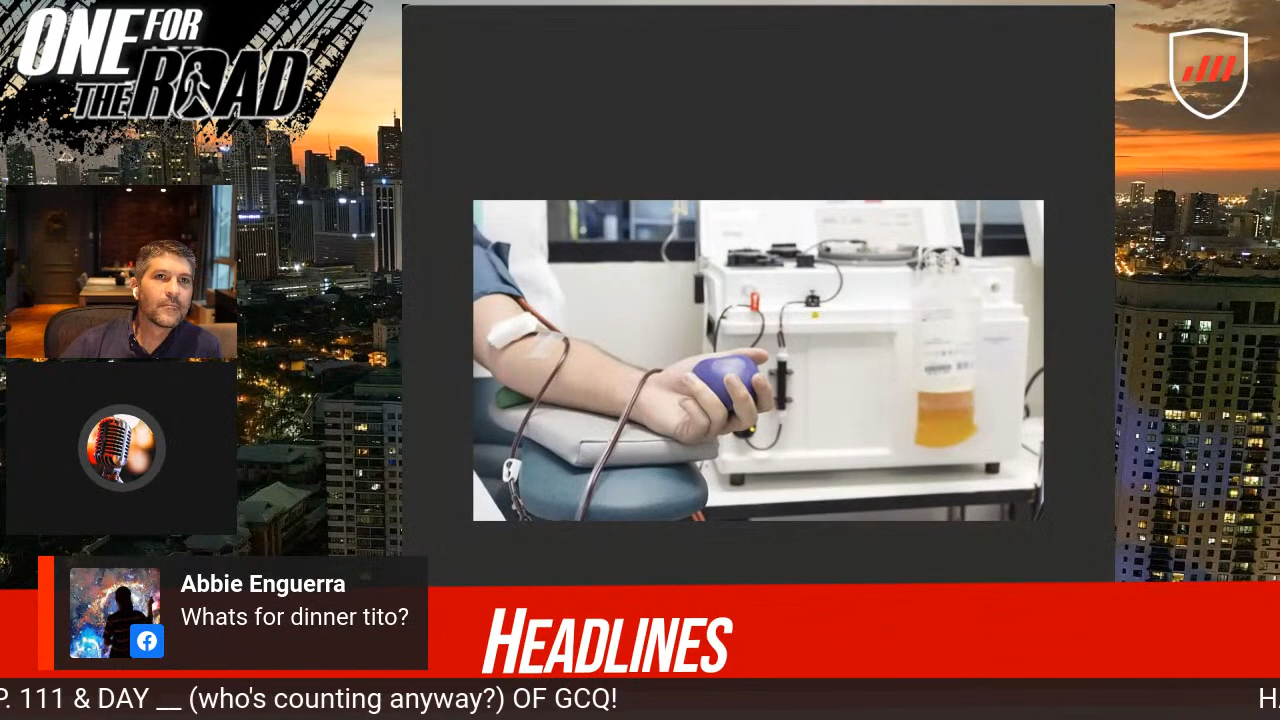 ONE FOR
THE ROAD
Abbie Enguerra
Whats for dinner tito?
HEADLINES
P. 111 & DAY __ (who's counting anyway?) OF GCQ!
H